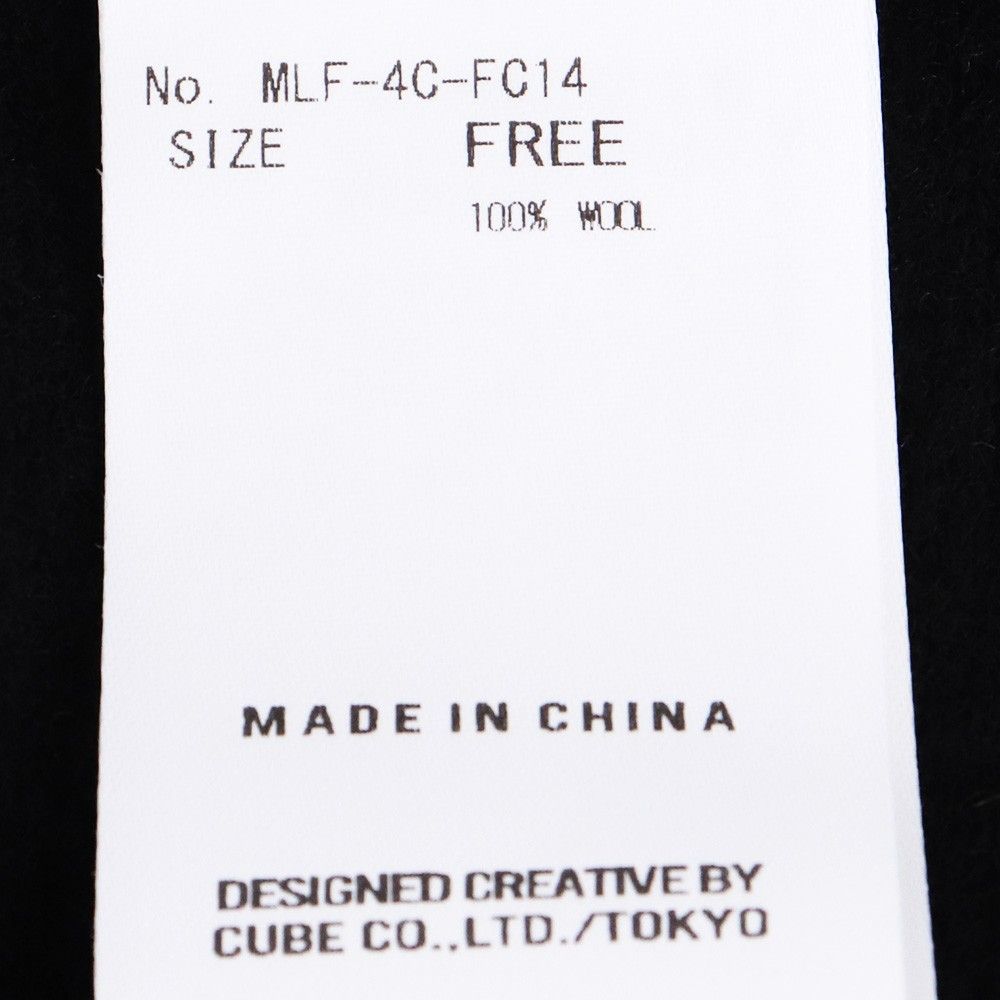 No. MLF-4C-FC14
SIZE FREE
100% WOOL
MADE IN CHINA
DESIGNED CREATIVE BY
CUBE CO.,LTD./TOKYO